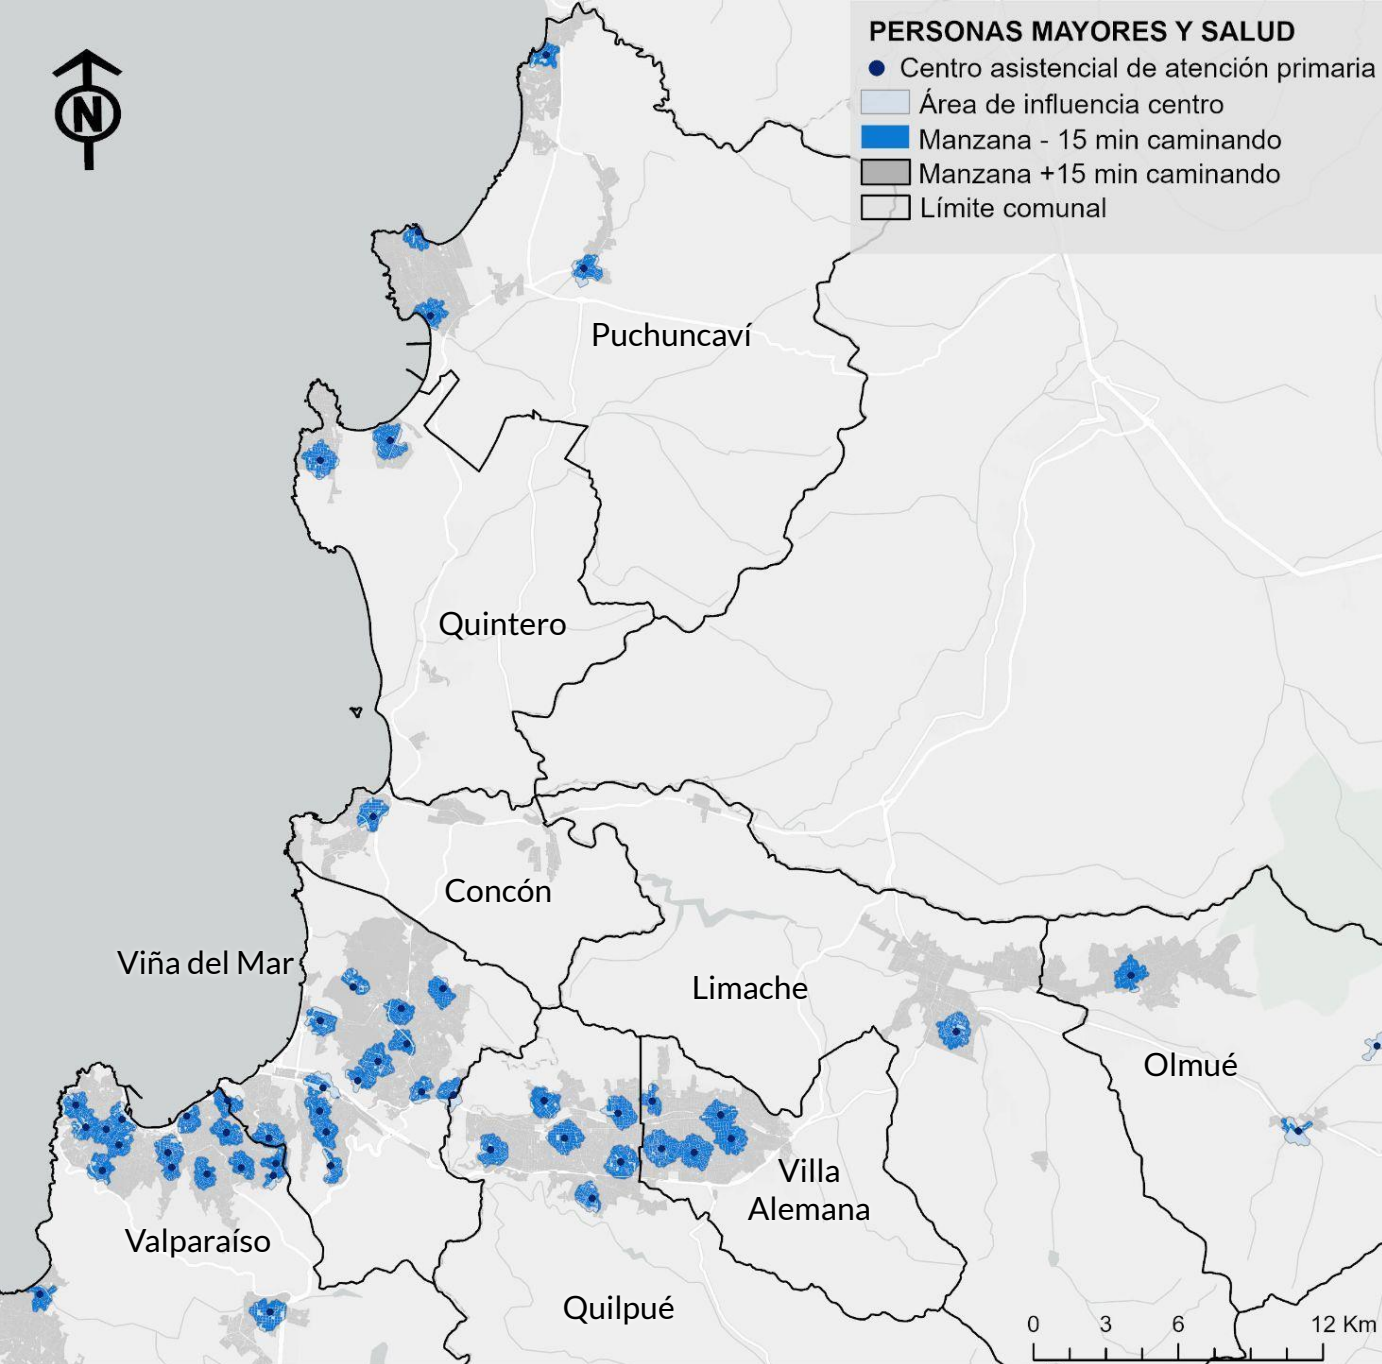 N
PERSONAS MAYORES Y SALUD
Centro asistencial de atención primaria
Área de influencia centro
Manzana - 15 min caminando
Manzana +15 min caminando
Límite comunal
Puchuncaví
Quintero
Concón
Viña del Mar
Limache
Olmué
Villa
Alemana
Valparaíso
Quilpué
0 3 6 12 Km